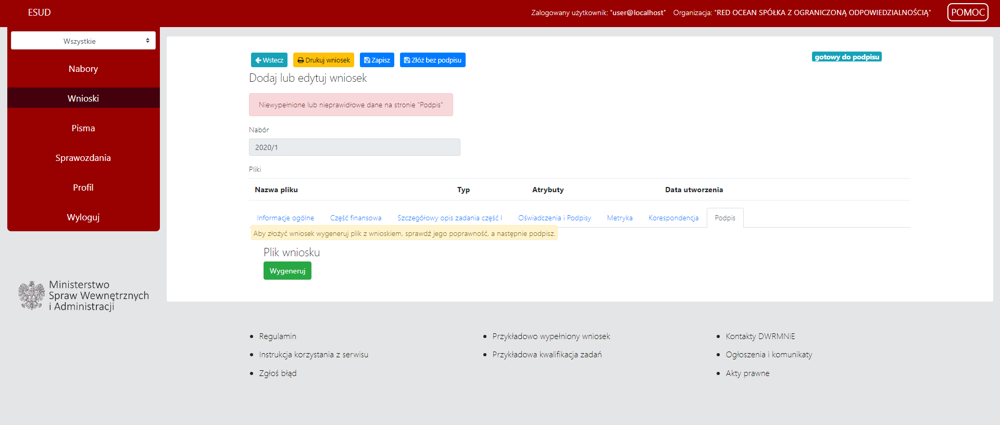 ESUD
Zalogowany użytkownik: "user@localhost" Organizacja: "RED OCEAN SPÓŁKA Z OGRANICZONĄ ODPOWIEDZIALNOŚCIĄ"
POMOC
Wszystkie
Nabory
Wnioski
Pisma
Sprawozdania
Profil
Wyloguj
Ministerstwo
Spraw Wewnętrznych
i Administracji
Wstecz Drukuj wniosek Zapisz Złóż bez podpisu
gotowy do podpisu
Dodaj lub edytuj wniosek
Niewypełnione lub nieprawidłowe dane na stronie "Podpis"
Nabór
2020/1
Pliki
Nazwa pliku Typ Atrybuty Data utworzenia
Informacje ogólne Część finansowa Szczegółowy opis zadania część I Oświadczenia i Podpisy Metryka Korespondencja Podpis
Aby złożyć wniosek wygeneruj plik z wnioskiem, sprawdź jego poprawność, a następnie podpisz.
Plik wniosku
Wygeneruj
Regulamin
Instrukcja korzystania z serwisu
Zgłoś błąd
Przykładowo wypełniony wniosek
Przykładowa kwalifikacja zadań
Kontakty DWRMNiE
Ogłoszenia i komunikaty
Akty prawne